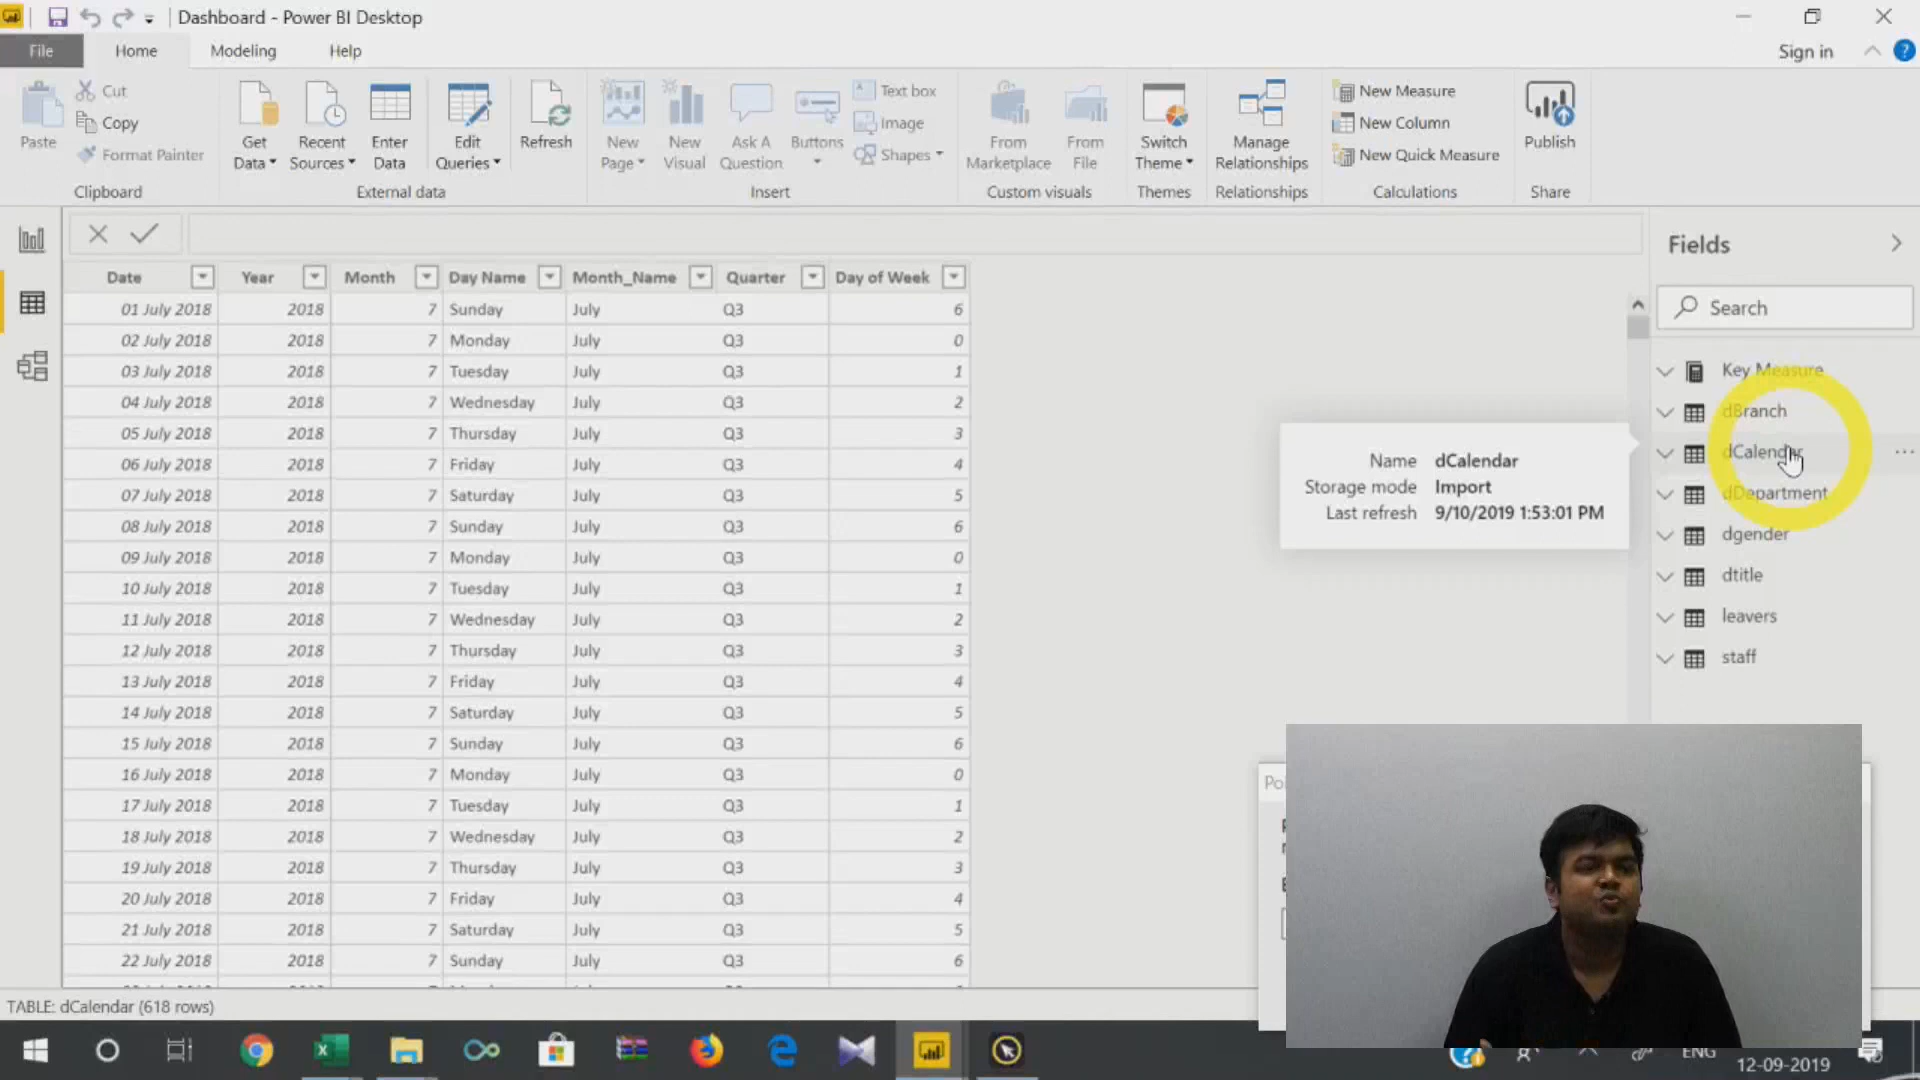 Dashboard - Power BI Desktop
File Home Modeling Help Sign in
Paste Cut Copy Format Painter Clipboard
Get Data Recent Sources Enter Data Edit Queries Refresh External data
New Page New Visual Ask A Question Buttons Text box Image Shapes Insert
From Marketplace From File Custom visuals
Switch Theme Themes
Manage Relationships Relationships
New Measure New Column New Quick Measure Calculations
Publish Share
Date Year Month Day Name Month_Name Quarter Day of Week
01 July 2018 2018 7 Sunday July Q3 6
02 July 2018 2018 7 Monday July Q3 0
03 July 2018 2018 7 Tuesday July Q3 1
04 July 2018 2018 7 Wednesday July Q3 2
05 July 2018 2018 7 Thursday July Q3 3
06 July 2018 2018 7 Friday July Q3 4
07 July 2018 2018 7 Saturday July Q3 5
08 July 2018 2018 7 Sunday July Q3 6
09 July 2018 2018 7 Monday July Q3 0
10 July 2018 2018 7 Tuesday July Q3 1
11 July 2018 2018 7 Wednesday July Q3 2
12 July 2018 2018 7 Thursday July Q3 3
13 July 2018 2018 7 Friday July Q3 4
14 July 2018 2018 7 Saturday July Q3 5
15 July 2018 2018 7 Sunday July Q3 6
16 July 2018 2018 7 Monday July Q3 0
17 July 2018 2018 7 Tuesday July Q3 1
18 July 2018 2018 7 Wednesday July Q3 2
19 July 2018 2018 7 Thursday July Q3 3
20 July 2018 2018 7 Friday July Q3 4
21 July 2018 2018 7 Saturday July Q3 5
22 July 2018 2018 7 Sunday July Q3 6
Name dCalendar
Storage mode Import
Last refresh 9/10/2019 1:53:01 PM
Fields
Search
Key Measure
dBranch
dCalendar
dDepartment
dgender
dtitle
leavers
staff
TABLE: dCalendar (618 rows)
ENG
12-09-2019